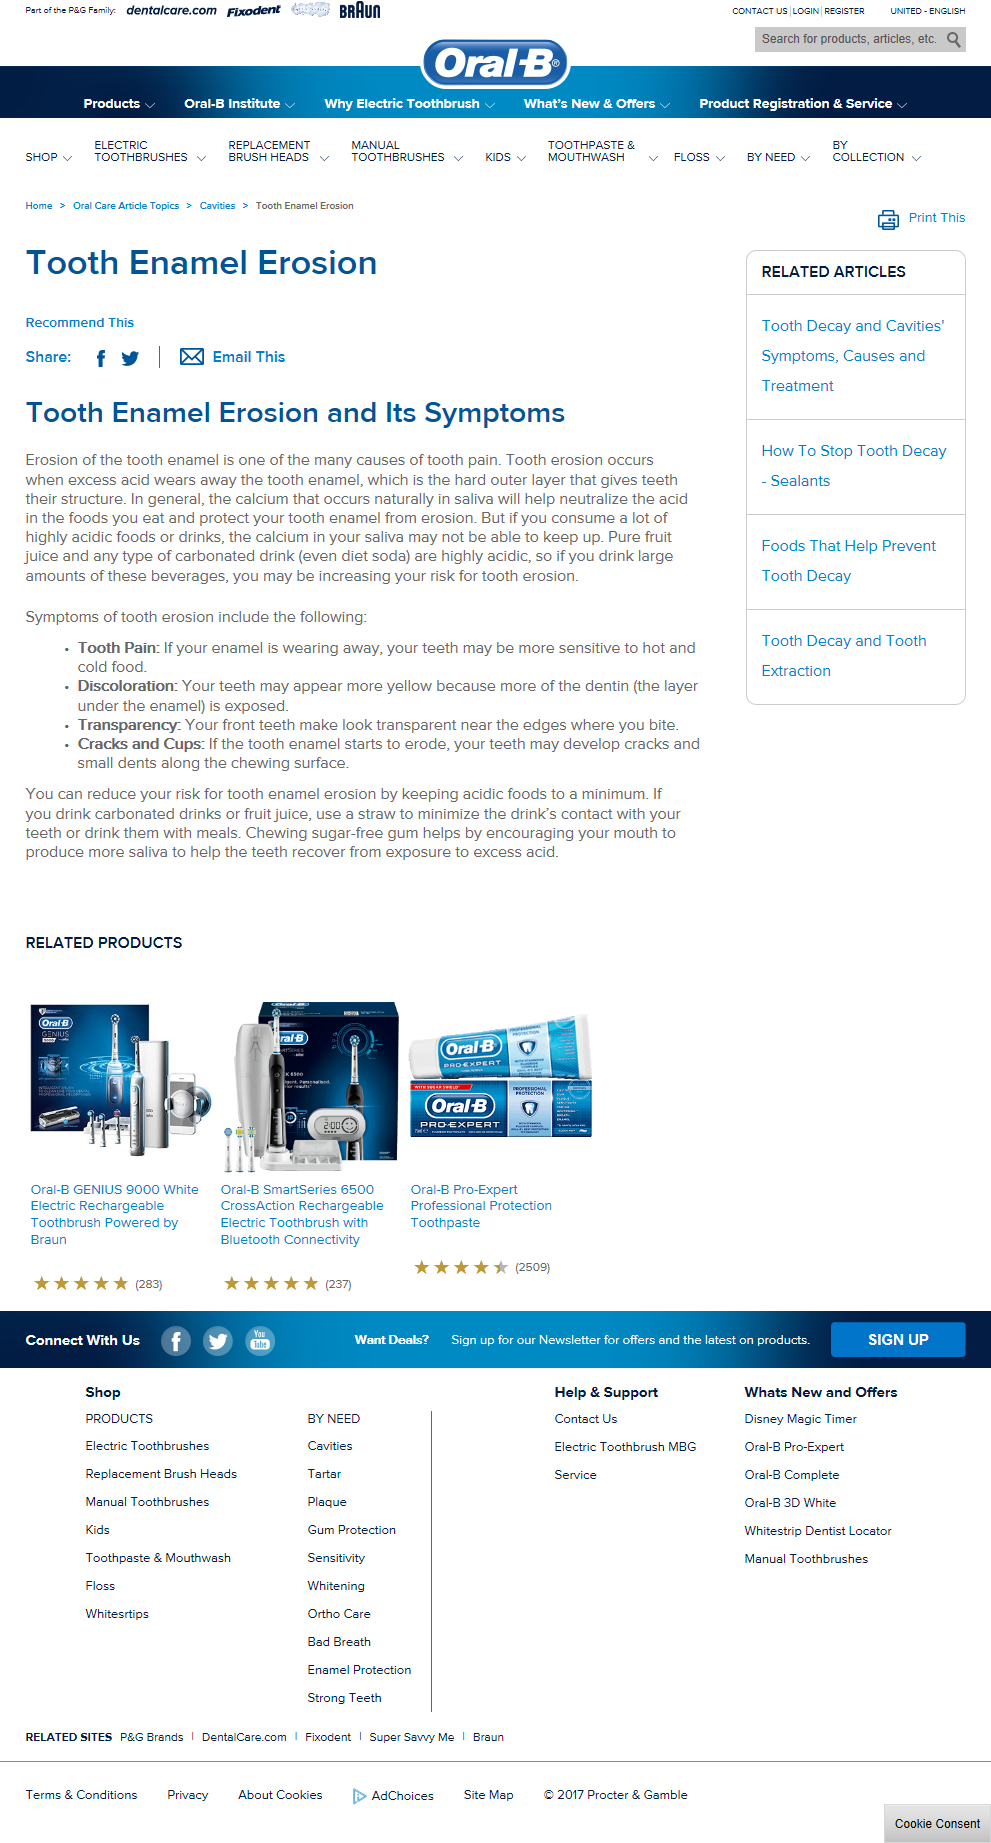 Part of the P&G Family: dentalcare.com Fixodent BRAUN
CONTACT US | LOGIN | REGISTER UNITED - ENGLISH
Search for products, articles, etc.
Oral-B®
Products Oral-B Institute Why Electric Toothbrush What's New & Offers Product Registration & Service
SHOP ELECTRIC TOOTHBRUSHES REPLACEMENT BRUSH HEADS MANUAL TOOTHBRUSHES KIDS TOOTHPASTE & MOUTHWASH FLOSS BY NEED BY COLLECTION
Home > Oral Care Article Topics > Cavities > Tooth Enamel Erosion
Print This
Tooth Enamel Erosion
Recommend This
Share: Email This
Tooth Enamel Erosion and Its Symptoms
Erosion of the tooth enamel is one of the many causes of tooth pain. Tooth erosion occurs
when excess acid wears away the tooth enamel, which is the hard outer layer that gives teeth
their structure. In general, the calcium that occurs naturally in saliva will help neutralize the acid
in the foods you eat and protect your tooth enamel from erosion. But if you consume a lot of
highly acidic foods or drinks, the calcium in your saliva may not be able to keep up. Pure fruit
juice and any type of carbonated drink (even diet soda) are highly acidic, so if you drink large
amounts of these beverages, you may be increasing your risk for tooth erosion.
Symptoms of tooth erosion include the following:
• Tooth Pain: If your enamel is wearing away, your teeth may be more sensitive to hot and
cold food.
• Discoloration: Your teeth may appear more yellow because more of the dentin (the layer
under the enamel) is exposed.
• Transparency: Your front teeth make look transparent near the edges where you bite.
• Cracks and Cups: If the tooth enamel starts to erode, your teeth may develop cracks and
small dents along the chewing surface.
You can reduce your risk for tooth enamel erosion by keeping acidic foods to a minimum. If
you drink carbonated drinks or fruit juice, use a straw to minimize the drink's contact with your
teeth or drink them with meals. Chewing sugar-free gum helps by encouraging your mouth to
produce more saliva to help the teeth recover from exposure to excess acid.
RELATED ARTICLES
Tooth Decay and Cavities'
Symptoms, Causes and
Treatment
How To Stop Tooth Decay
- Sealants
Foods That Help Prevent
Tooth Decay
Tooth Decay and Tooth
Extraction
RELATED PRODUCTS
Oral-B
GENIUS
Oral-B
PRO-EXPERT
PROFESSIONAL PROTECTION
Oral-B
PRO-EXPERT
PROFESSIONAL PROTECTION
2:00
Oral-B GENIUS 9000 White
Electric Rechargeable
Toothbrush Powered by
Braun
(283)
Oral-B SmartSeries 6500
CrossAction Rechargeable
Electric Toothbrush with
Bluetooth Connectivity
(237)
Oral-B Pro-Expert
Professional Protection
Toothpaste
(2509)
Connect With Us You Tube Want Deals? Sign up for our Newsletter for offers and the latest on products. SIGN UP
Shop
PRODUCTS
Electric Toothbrushes
Replacement Brush Heads
Manual Toothbrushes
Kids
Toothpaste & Mouthwash
Floss
Whitesrtips
BY NEED
Cavities
Tartar
Plaque
Gum Protection
Sensitivity
Whitening
Ortho Care
Bad Breath
Enamel Protection
Strong Teeth
Help & Support
Contact Us
Electric Toothbrush MBG
Service
Whats New and Offers
Disney Magic Timer
Oral-B Pro-Expert
Oral-B Complete
Oral-B 3D White
Whitestrip Dentist Locator
Manual Toothbrushes
RELATED SITES P&G Brands | DentalCare.com | Fixodent | Super Savvy Me | Braun
Terms & Conditions Privacy About Cookies AdChoices Site Map © 2017 Procter & Gamble
Cookie Consent